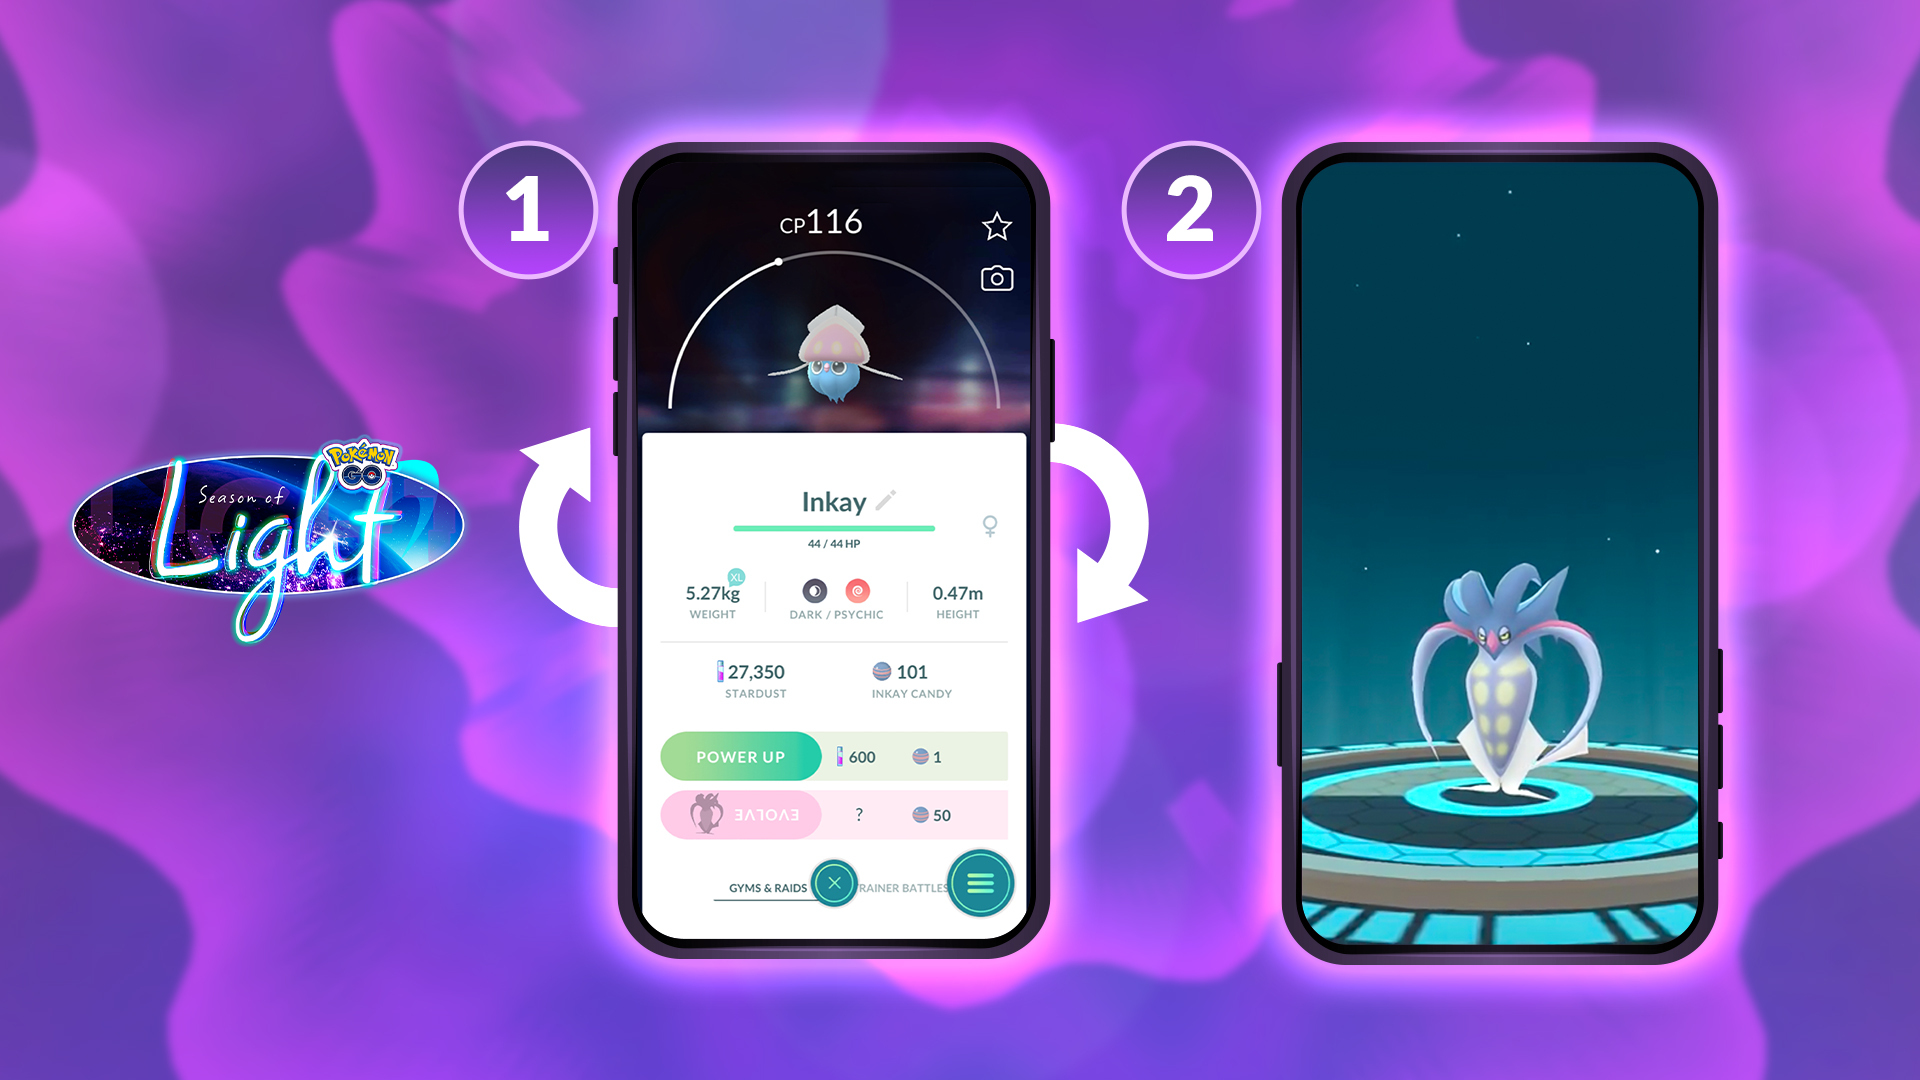 1
2
CP116
POKéMON
GO
Season of
Light
Inkay
44 / 44 HP
XL
5.27kg
0.47m
WEIGHT
DARK / PSYCHIC
HEIGHT
27,350
101
STARDUST
INKAY CANDY
POWER UP
600
1
EVOLVE
?
50
GYMS & RAIDS
RAINER BATTLES